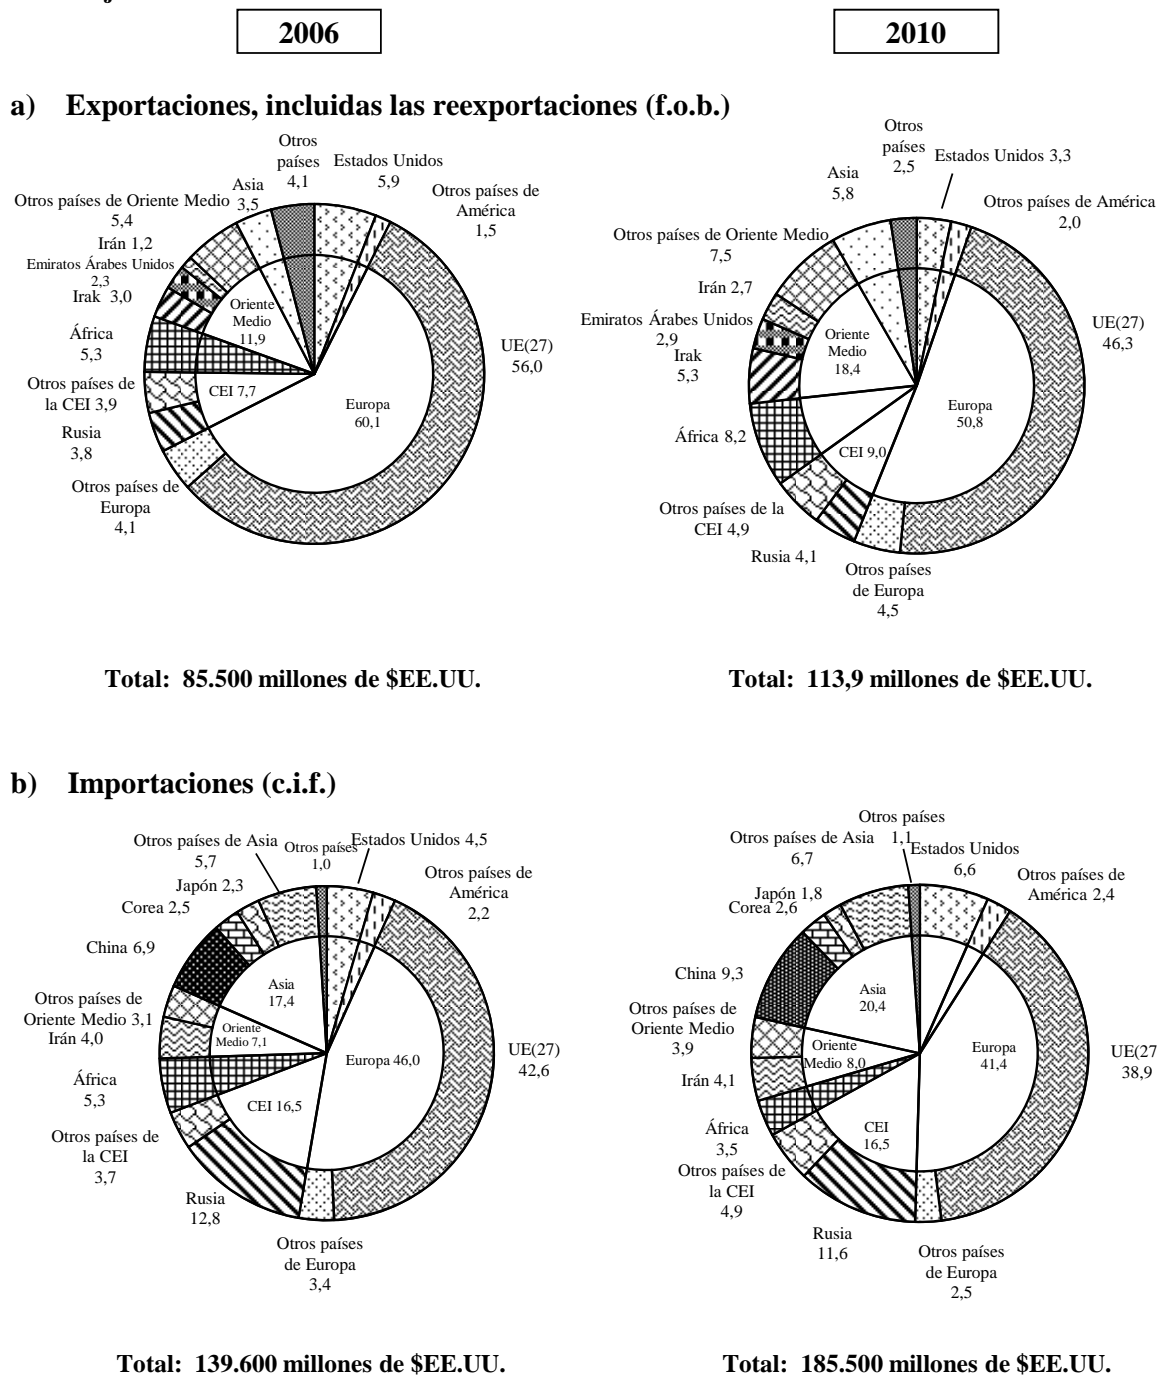 2006
2010
a) Exportaciones, incluidas las reexportaciones (f.o.b.)
Otros
países
4,1
Estados Unidos
5,9
Otros países de
América
1,5
Asia
3,5
Otros países de Oriente Medio
5,4
Irán 1,2
Emiratos Árabes Unidos
2,3
Irak 3,0
África
5,3
Otros países de
la CEI 3,9
Rusia
3,8
Otros países de
Europa
4,1
UE(27)
56,0
Oriente
Medio
11,9
CEI 7,7
Europa
60,1
Otros
países
2,5
Estados Unidos 3,3
Asia
5,8
Otros países de América
2,0
Otros países de Oriente Medio
7,5
Irán 2,7
Emiratos Árabes Unidos
2,9
Irak
5,3
África 8,2
Otros países de la
CEI 4,9
Rusia 4,1
Otros países
de Europa
4,5
UE(27)
46,3
Oriente
Medio
18,4
CEI 9,0
Europa
50,8
Total: 85.500 millones de $EE.UU.
Total: 113,9 millones de $EE.UU.
b) Importaciones (c.i.f.)
Otros países de Asia
5,7
Otros países
1,0
Estados Unidos 4,5
Otros países de
América
2,2
Japón 2,3
Corea 2,5
China 6,9
Otros países de
Oriente Medio 3,1
Irán 4,0
África
5,3
Otros países de
la CEI
3,7
Rusia
12,8
Otros países
de Europa
3,4
UE(27)
42,6
Asia
17,4
Oriente
Medio 7,1
CEI 16,5
Europa 46,0
Otros países
1,1
Otros países de Asia
6,7
Estados Unidos
6,6
Otros países de
América 2,4
Japón 1,8
Corea 2,6
China 9,3
Otros países de
Oriente Medio
3,9
Irán 4,1
África
3,5
Otros países de
la CEI
4,9
Rusia
11,6
Otros países
de Europa
2,5
UE(27
38,9
Asia
20,4
Oriente
Medio 8,0
CEI
16,5
Europa
41,4
Total: 139.600 millones de $EE.UU.
Total: 185.500 millones de $EE.UU.